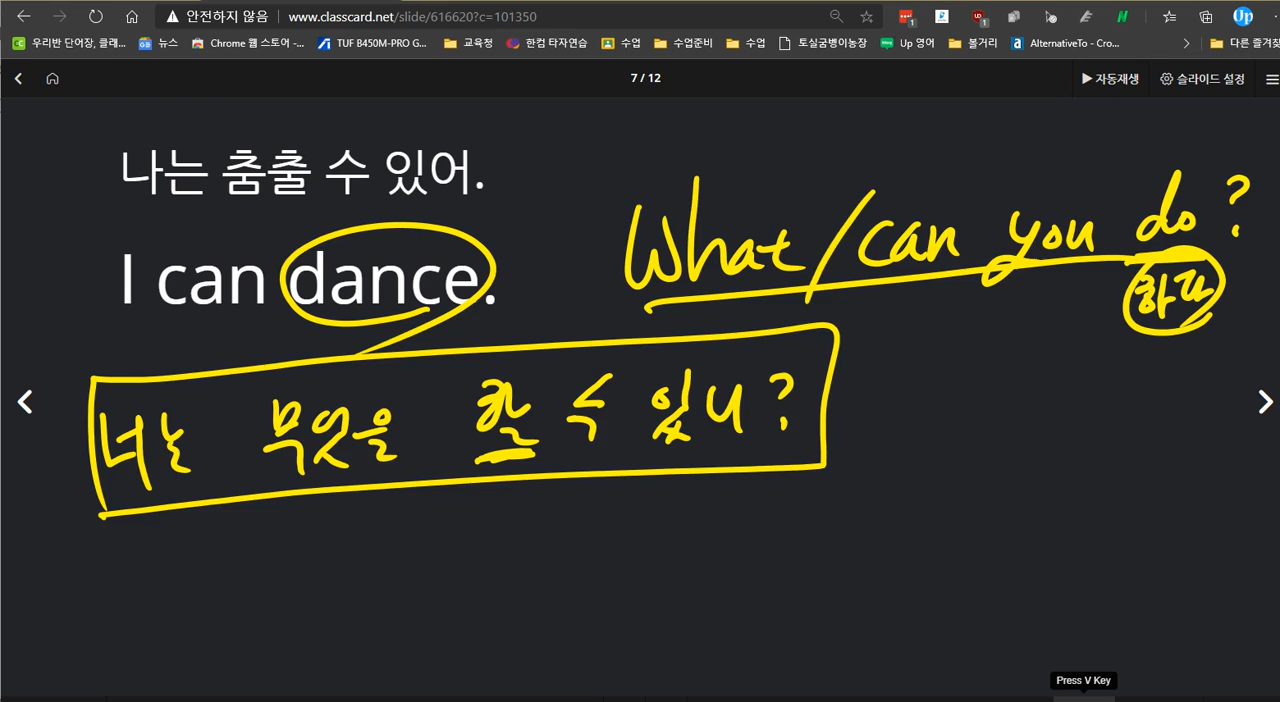 안전하지 않음 www.classcard.net/slide/616620?c=101350
우리반 단어장, 클래... 뉴스 Chrome 웹 스토어 -... TUF B450M-PRO G... 교육청 한컴 타자연습 수업 수업준비 수업 토실굼벵이농장 Up 영어 볼거리 AlternativeTo - Cro... 다른 즐겨찾
7 / 12 자동재생 슬라이드 설정
나는 춤출 수 있어.
What/can you do?
하다
I can dance.
너는 무엇을 할 수 있니?
Press V Key